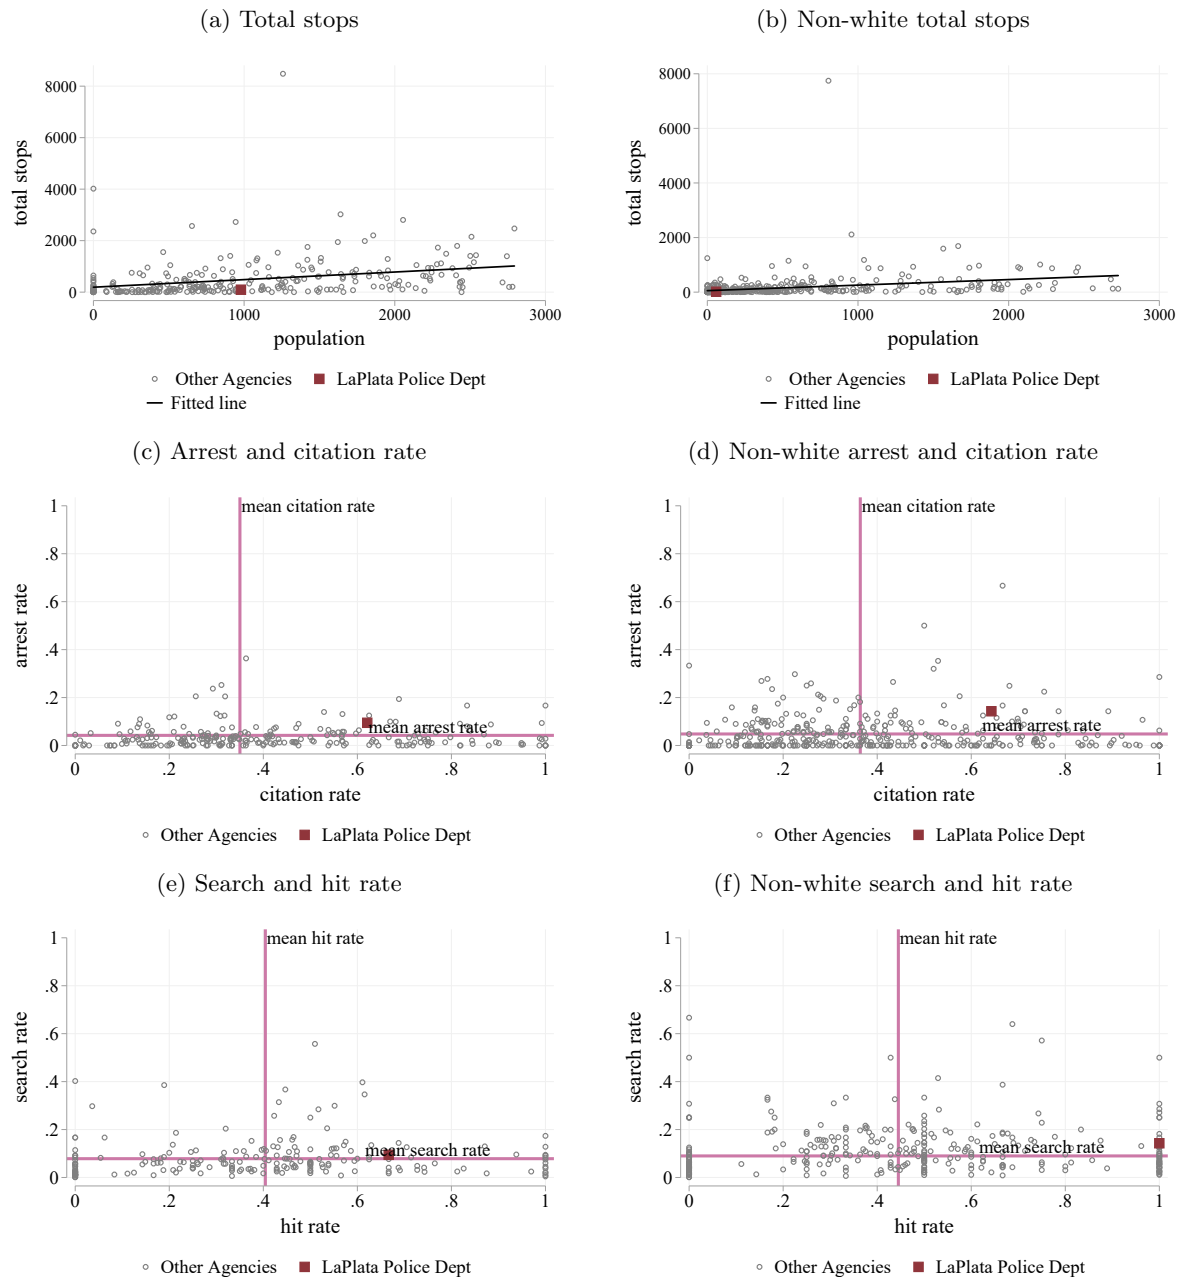 (a) Total stops
(b) Non-white total stops
total stops
8000
6000
4000
2000
0
0
1000
2000
3000
population
Other Agencies
LaPlata Police Dept
Fitted line
total stops
8000
6000
4000
2000
0
0
1000
2000
3000
population
Other Agencies
LaPlata Police Dept
Fitted line
(c) Arrest and citation rate
(d) Non-white arrest and citation rate
arrest rate
1
.8
.6
.4
.2
0
mean citation rate
mean arrest rate
0
.2
.4
.6
.8
1
citation rate
Other Agencies
LaPlata Police Dept
arrest rate
1
.8
.6
.4
.2
0
mean citation rate
mean arrest rate
0
.2
.4
.6
.8
1
citation rate
Other Agencies
LaPlata Police Dept
(e) Search and hit rate
(f) Non-white search and hit rate
search rate
1
.8
.6
.4
.2
0
mean hit rate
mean search rate
0
.2
.4
.6
.8
1
hit rate
Other Agencies
LaPlata Police Dept
search rate
1
.8
.6
.4
.2
0
mean hit rate
mean search rate
0
.2
.4
.6
.8
1
hit rate
Other Agencies
LaPlata Police Dept